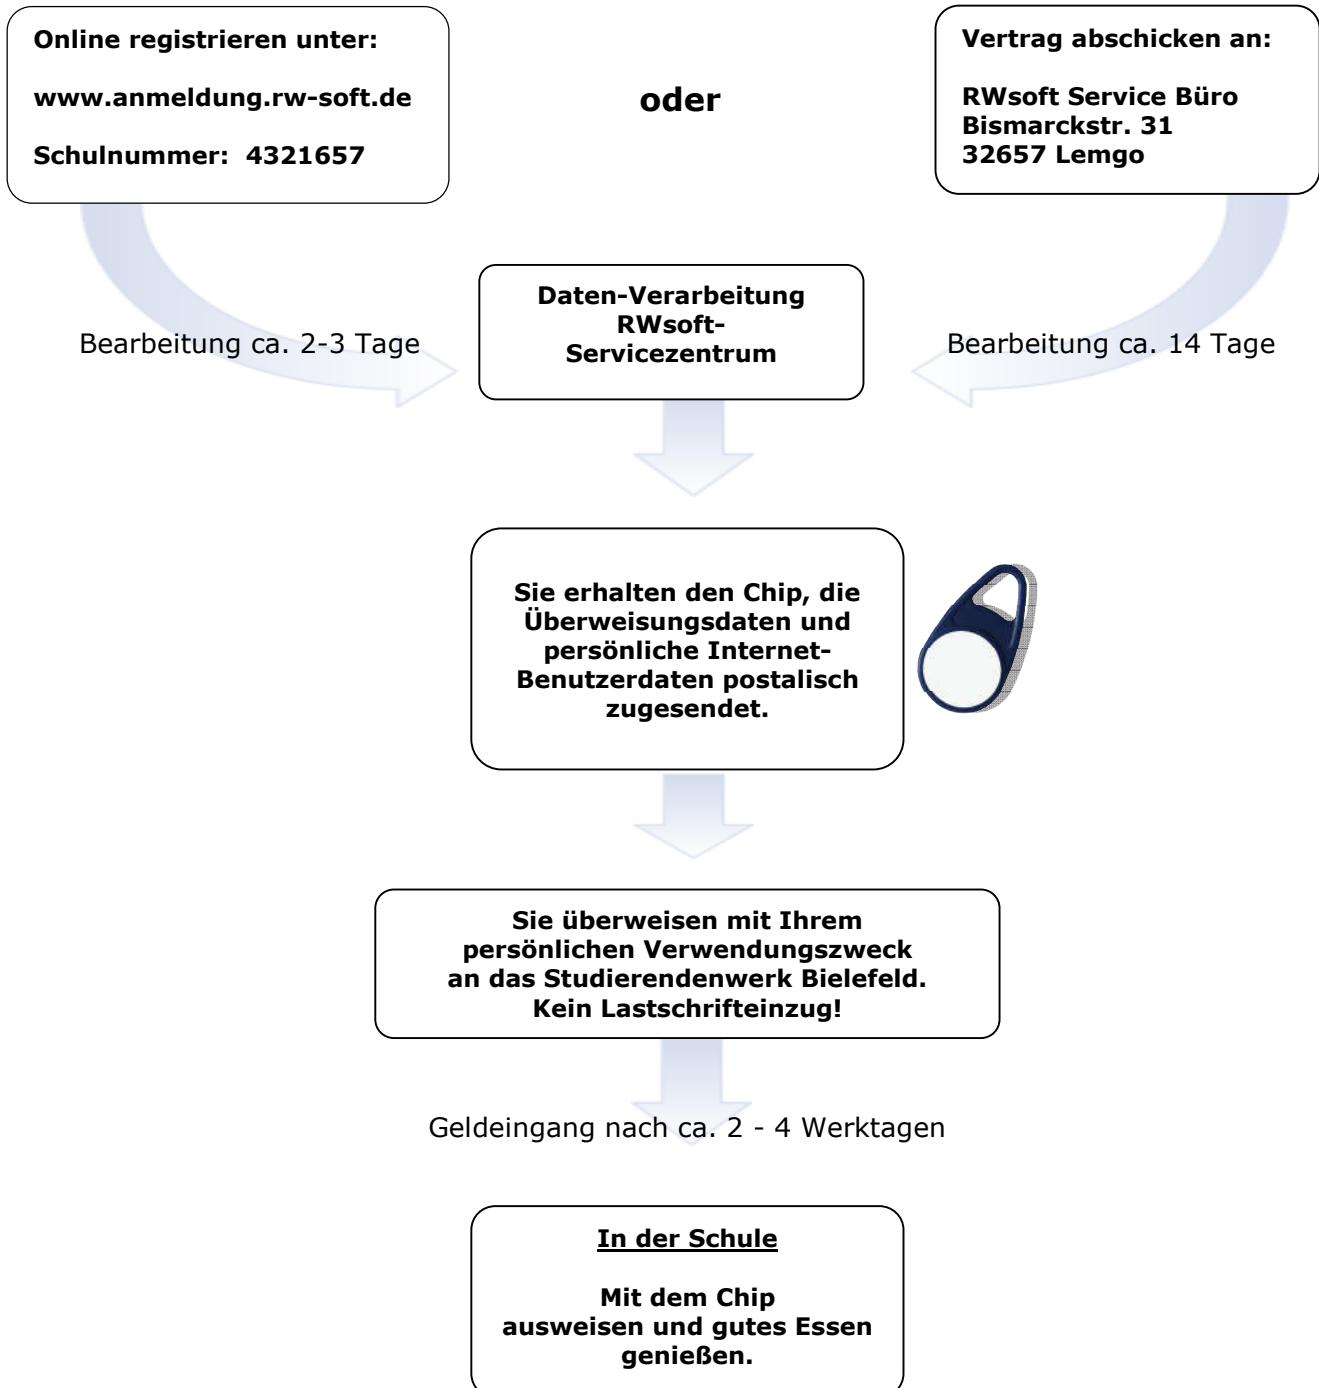 Online registrieren unter:
www.anmeldung.rw-soft.de
Schulnummer: 4321657
oder
Vertrag abschicken an:
RWsoft Service Büro
Bismarckstr. 31
32657 Lemgo
Bearbeitung ca. 2-3 Tage
Daten-Verarbeitung
RWsoft-
Servicezentrum
Bearbeitung ca. 14 Tage
Sie erhalten den Chip, die
Überweisungsdaten und
persönliche Internet-
Benutzerdaten postalisch
zugesendet.
Sie überweisen mit Ihrem
persönlichen Verwendungszweck
an das Studierendenwerk Bielefeld.
Kein Lastschrifteinzug!
Geldeingang nach ca. 2 - 4 Werktagen
In der Schule
Mit dem Chip
ausweisen und gutes Essen
genießen.